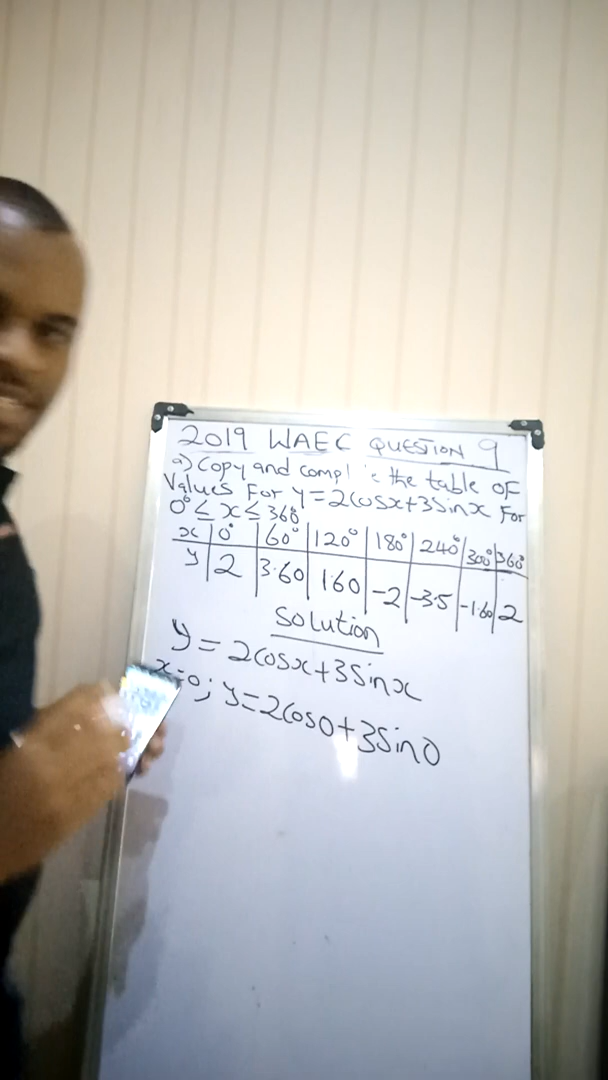 2019 WAEC QUESTION 9
a) Copy and compl the table of
Values For y=2cosx+3sinx For
0° ≤ x ≤ 360°
x 0° 60° 120° 180° 240° 300° 360°
y 2 3.60 1.60 -2 -3.5 -1.60 2
Solution
y = 2cosx+3sinx
x=0; y=2cos0+3sin0